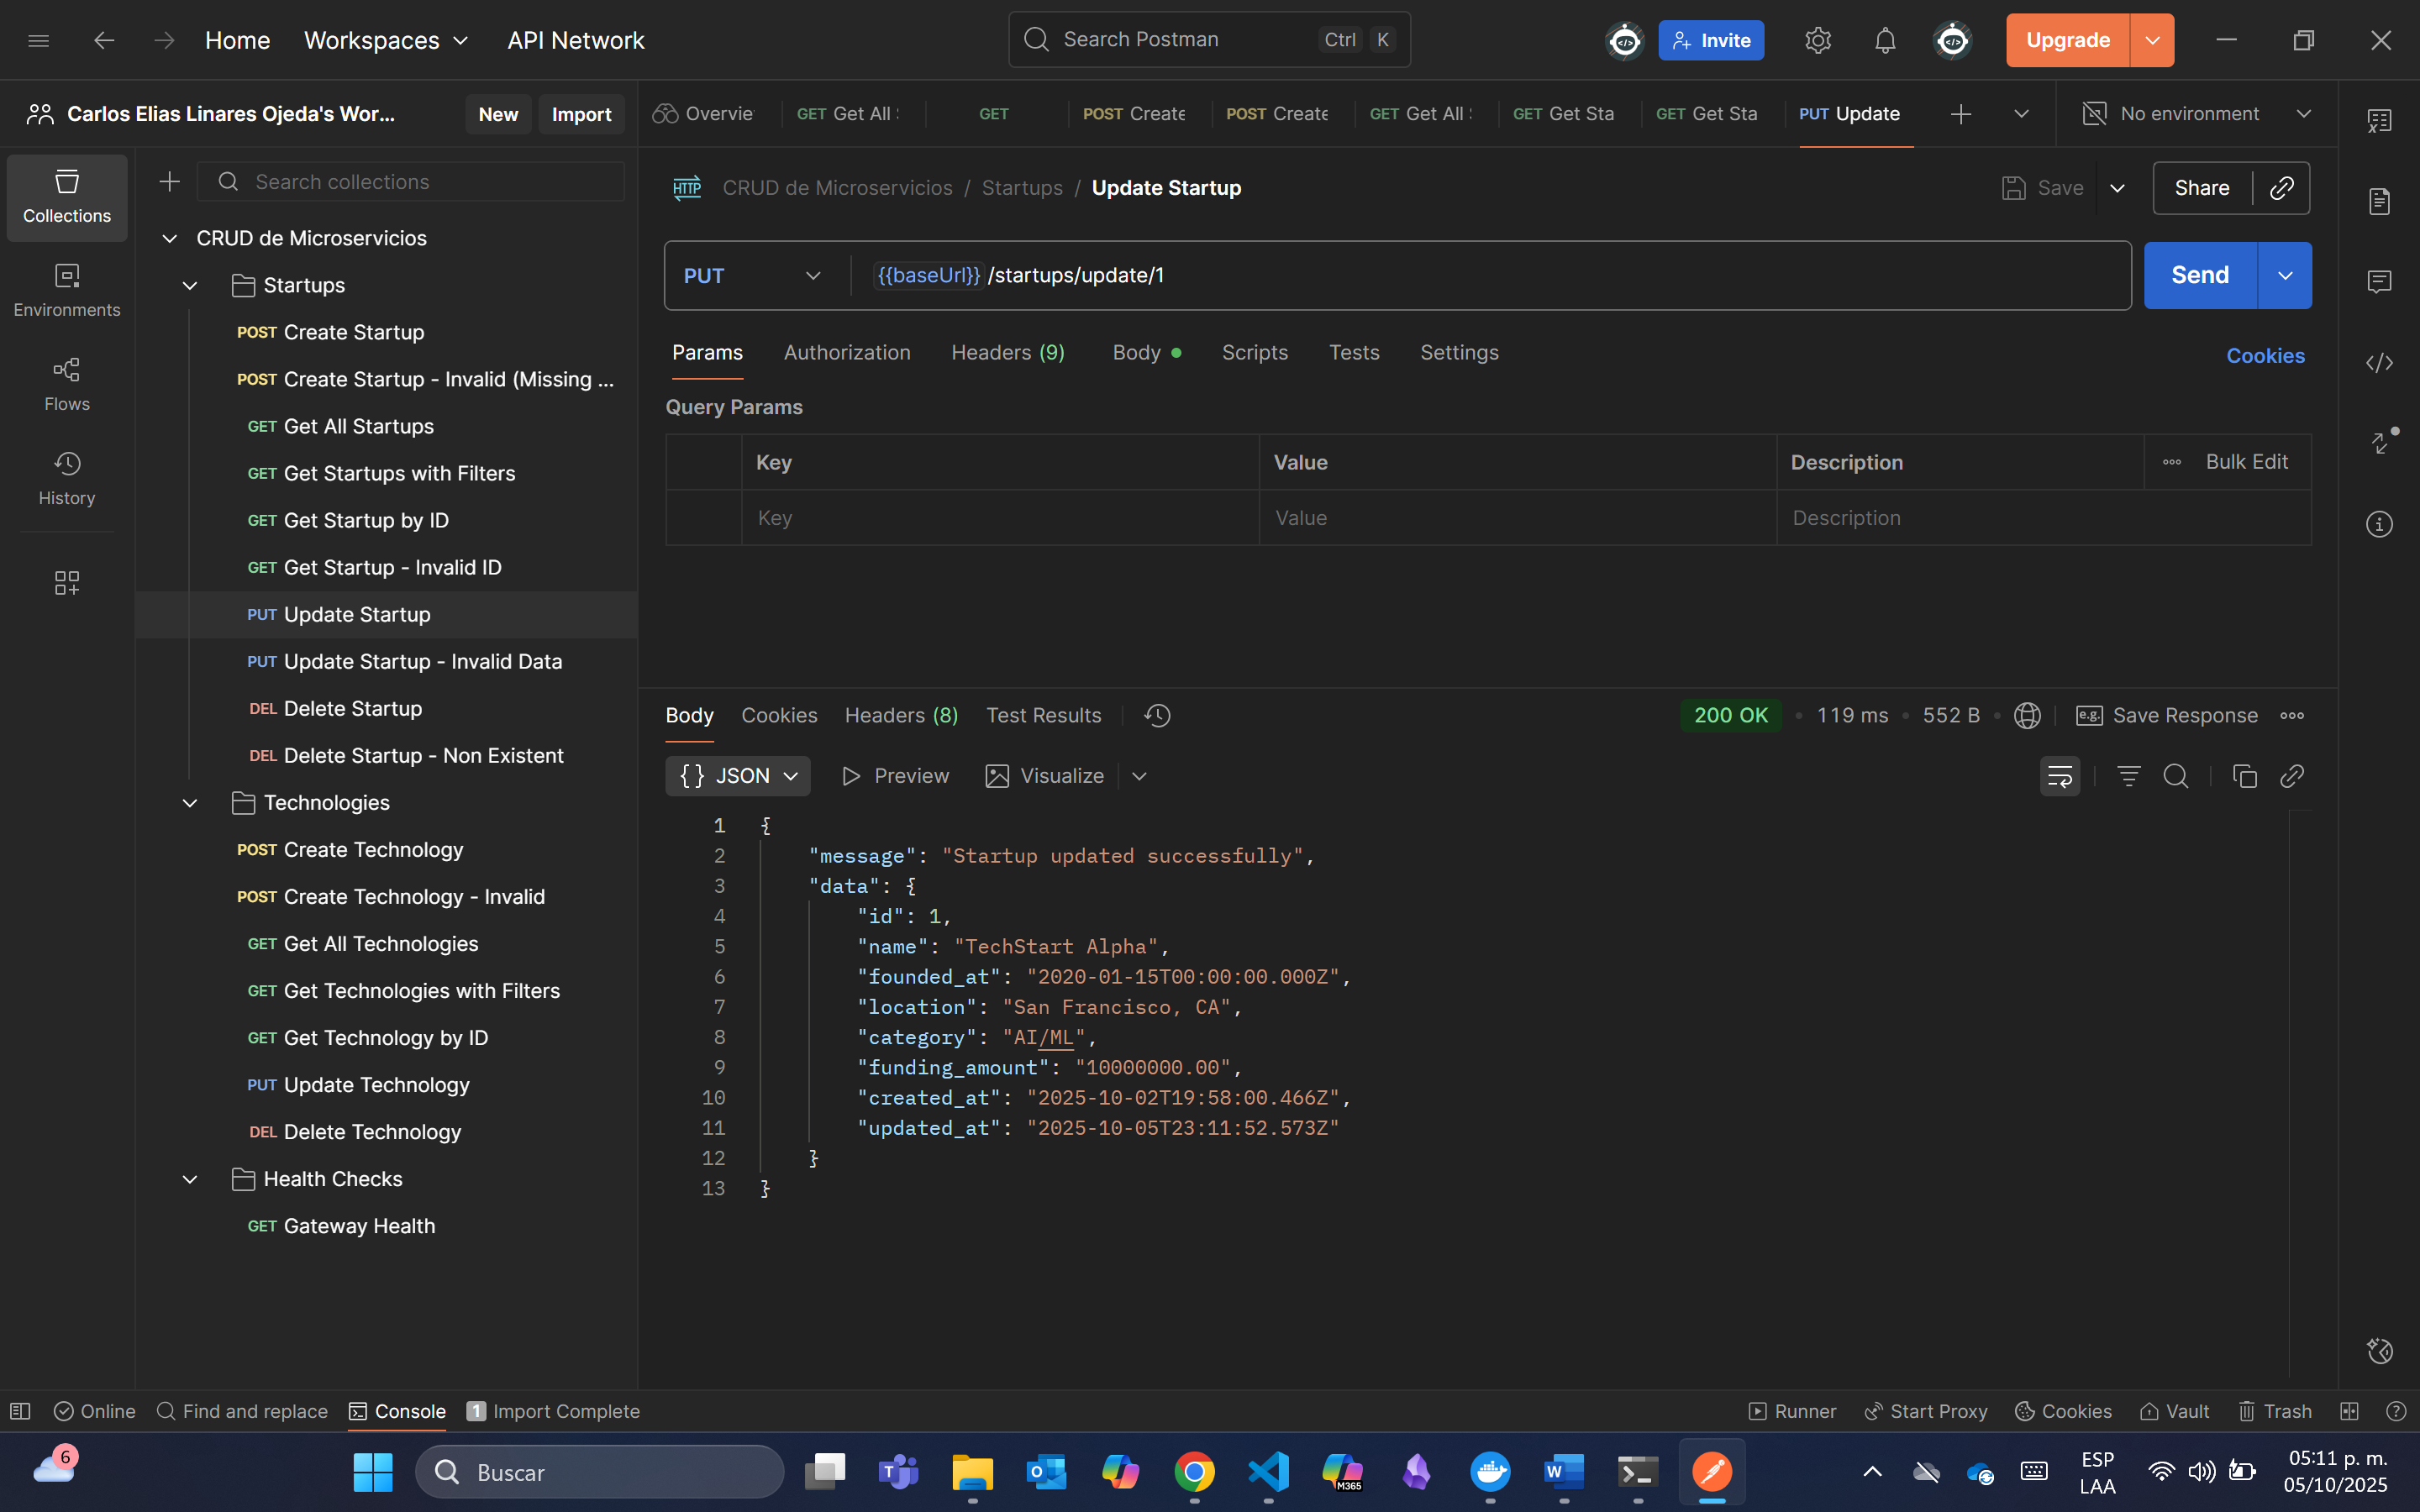 Home Workspaces API Network Search Postman Ctrl K Invite Upgrade
Carlos Elias Linares Ojeda's Wor... New Import Overvie GET Get All GET POST Create POST Create GET Get All GET Get Sta GET Get Sta PUT Update No environment
Collections
Environments
Flows
History
Search collections
CRUD de Microservicios
Startups
POST Create Startup
POST Create Startup - Invalid (Missing ...
GET Get All Startups
GET Get Startups with Filters
GET Get Startup by ID
GET Get Startup - Invalid ID
PUT Update Startup
PUT Update Startup - Invalid Data
DEL Delete Startup
DEL Delete Startup - Non Existent
Technologies
POST Create Technology
POST Create Technology - Invalid
GET Get All Technologies
GET Get Technologies with Filters
GET Get Technology by ID
PUT Update Technology
DEL Delete Technology
Health Checks
GET Gateway Health
HTTP CRUD de Microservicios / Startups / Update Startup Save Share
PUT {{baseUrl}}/startups/update/1 Send
Params Authorization Headers (9) Body Scripts Tests Settings Cookies
Query Params
Key Value Description Bulk Edit
Key Value Description
Body Cookies Headers (8) Test Results 200 OK 119 ms 552 B e.g. Save Response
{} JSON Preview Visualize
1 {
2 "message": "Startup updated successfully",
3 "data": {
4 "id": 1,
5 "name": "TechStart Alpha",
6 "founded_at": "2020-01-15T00:00:00.000Z",
7 "location": "San Francisco, CA",
8 "category": "AI/ML",
9 "funding_amount": "10000000.00",
10 "created_at": "2025-10-02T19:58:00.466Z",
11 "updated_at": "2025-10-05T23:11:52.573Z"
12 }
13 }
Online Find and replace Console 1 Import Complete Runner Start Proxy Cookies Vault Trash
6 Buscar M365 ESP 05:11 p. m.
LAA 05/10/2025